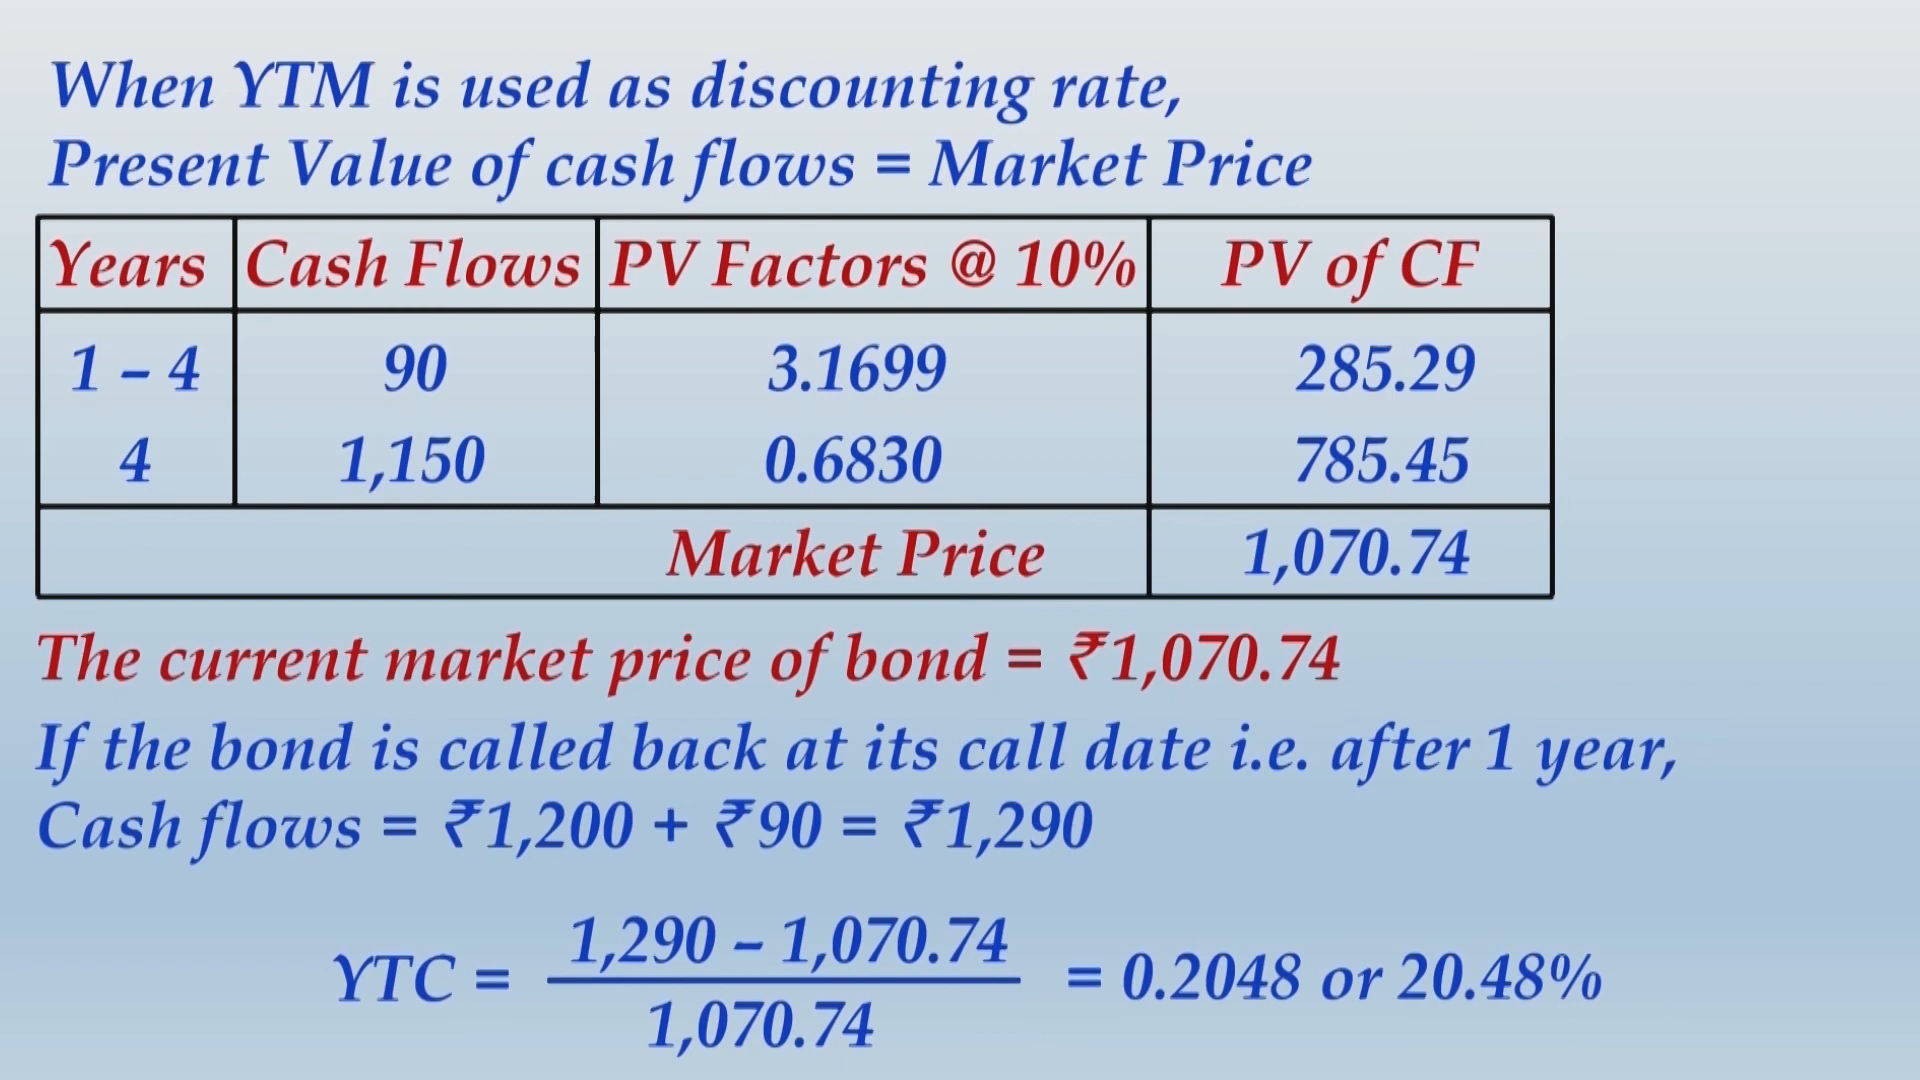 When YTM is used as discounting rate,
Present Value of cash flows = Market Price
Years Cash Flows PV Factors @ 10% PV of CF
1 – 4 90 3.1699 285.29
4 1,150 0.6830 785.45
Market Price 1,070.74
The current market price of bond = ₹1,070.74
If the bond is called back at its call date i.e. after 1 year,
Cash flows = ₹1,200 + ₹90 = ₹1,290
1,290 – 1,070.74
YTC = = 0.2048 or 20.48%
1,070.74